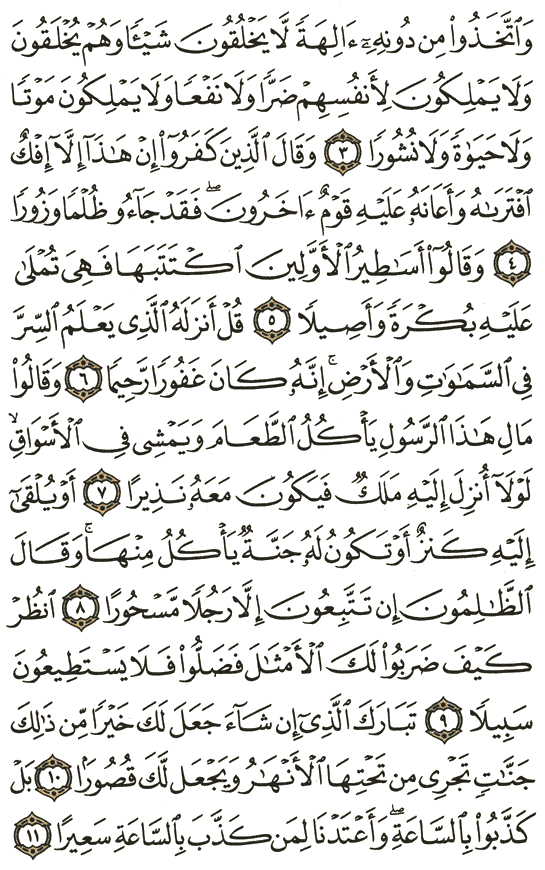 وَٱتَّخَذُوا۟ مِن دُونِهِۦٓ ءَالِهَةً لَّا يَخْلُقُونَ شَيْـًٔا وَهُمْ يُخْلَقُونَ
وَلَا يَمْلِكُونَ لِأَنفُسِهِمْ ضَرًّا وَلَا نَفْعًا وَلَا يَمْلِكُونَ مَوْتًا
وَلَا حَيَوٰةً وَلَا نُشُورًا ٣ وَقَالَ ٱلَّذِينَ كَفَرُوٓا۟ إِنْ هَـٰذَآ إِلَّآ إِفْكٌ
ٱفْتَرَىٰهُ وَأَعَانَهُۥ عَلَيْهِ قَوْمٌ ءَاخَرُونَ ۖ فَقَدْ جَآءُو ظُلْمًا وَزُورًا
٤ وَقَالُوٓا۟ أَسَـٰطِيرُ ٱلْأَوَّلِينَ ٱكْتَتَبَهَا فَهِىَ تُمْلَىٰ
عَلَيْهِ بُكْرَةً وَأَصِيلًا ٥ قُلْ أَنزَلَهُ ٱلَّذِى يَعْلَمُ ٱلسِّرَّ
فِى ٱلسَّمَـٰوَٰتِ وَٱلْأَرْضِ ۚ إِنَّهُۥ كَانَ غَفُورًا رَّحِيمًا ٦ وَقَالُوا۟
مَالِ هَـٰذَا ٱلرَّسُولِ يَأْكُلُ ٱلطَّعَامَ وَيَمْشِى فِى ٱلْأَسْوَاقِ ۙ
لَوْلَآ أُنزِلَ إِلَيْهِ مَلَكٌ فَيَكُونَ مَعَهُۥ نَذِيرًا ٧ أَوْ يُلْقَىٰٓ
إِلَيْهِ كَنزٌ أَوْ تَكُونُ لَهُۥ جَنَّةٌ يَأْكُلُ مِنْهَا ۚ وَقَالَ
ٱلظَّـٰلِمُونَ إِن تَتَّبِعُونَ إِلَّا رَجُلًا مَّسْحُورًا ٨ ٱنظُرْ
كَيْفَ ضَرَبُوا۟ لَكَ ٱلْأَمْثَـٰلَ فَضَلُّوا۟ فَلَا يَسْتَطِيعُونَ
سَبِيلًا ٩ تَبَارَكَ ٱلَّذِىٓ إِن شَآءَ جَعَلَ لَكَ خَيْرًا مِّن ذَٰلِكَ
جَنَّـٰتٍ تَجْرِى مِن تَحْتِهَا ٱلْأَنْهَـٰرُ وَيَجْعَل لَّكَ قُصُورًۢا ١٠ بَلْ
كَذَّبُوا۟ بِٱلسَّاعَةِ ۖ وَأَعْتَدْنَا لِمَن كَذَّبَ بِٱلسَّاعَةِ سَعِيرًا ١١